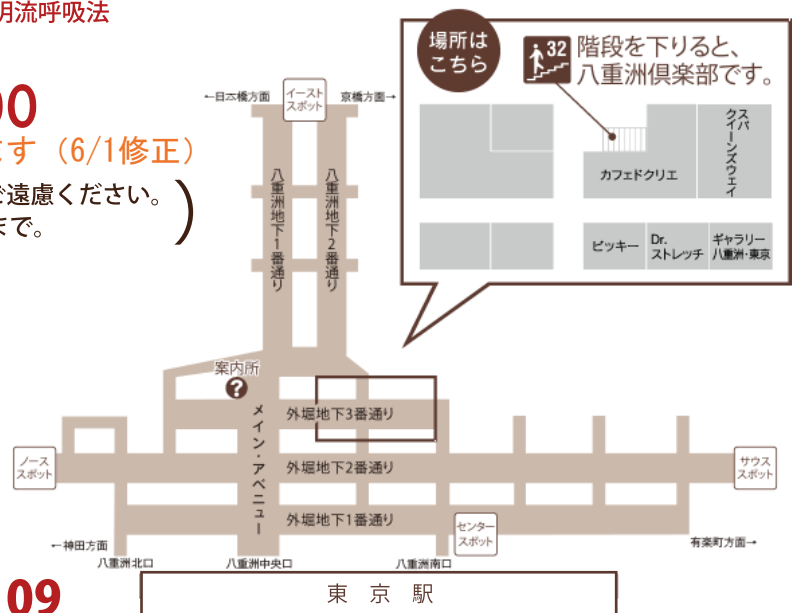 明流呼吸法
00
ます（6/1修正）
ご遠慮ください。
まで。
）
場所は
こちら
32
階段を下りると、
八重洲倶楽部です。
カフェドクリエ
スパ
クイーンズウェイ
ビッキー
Dr.
ストレッチ
ギャラリー
八重洲・東京
←日本橋方面
イースト
スポット
京橋方面→
八重洲地下1番通り
八重洲地下2番通り
案内所
?
メイン・アベニュー
外堀地下3番通り
外堀地下2番通り
外堀地下1番通り
ノース
スポット
サウス
スポット
センター
スポット
←神田方面
有楽町方面→
八重洲北口
八重洲中央口
八重洲南口
東京駅
09